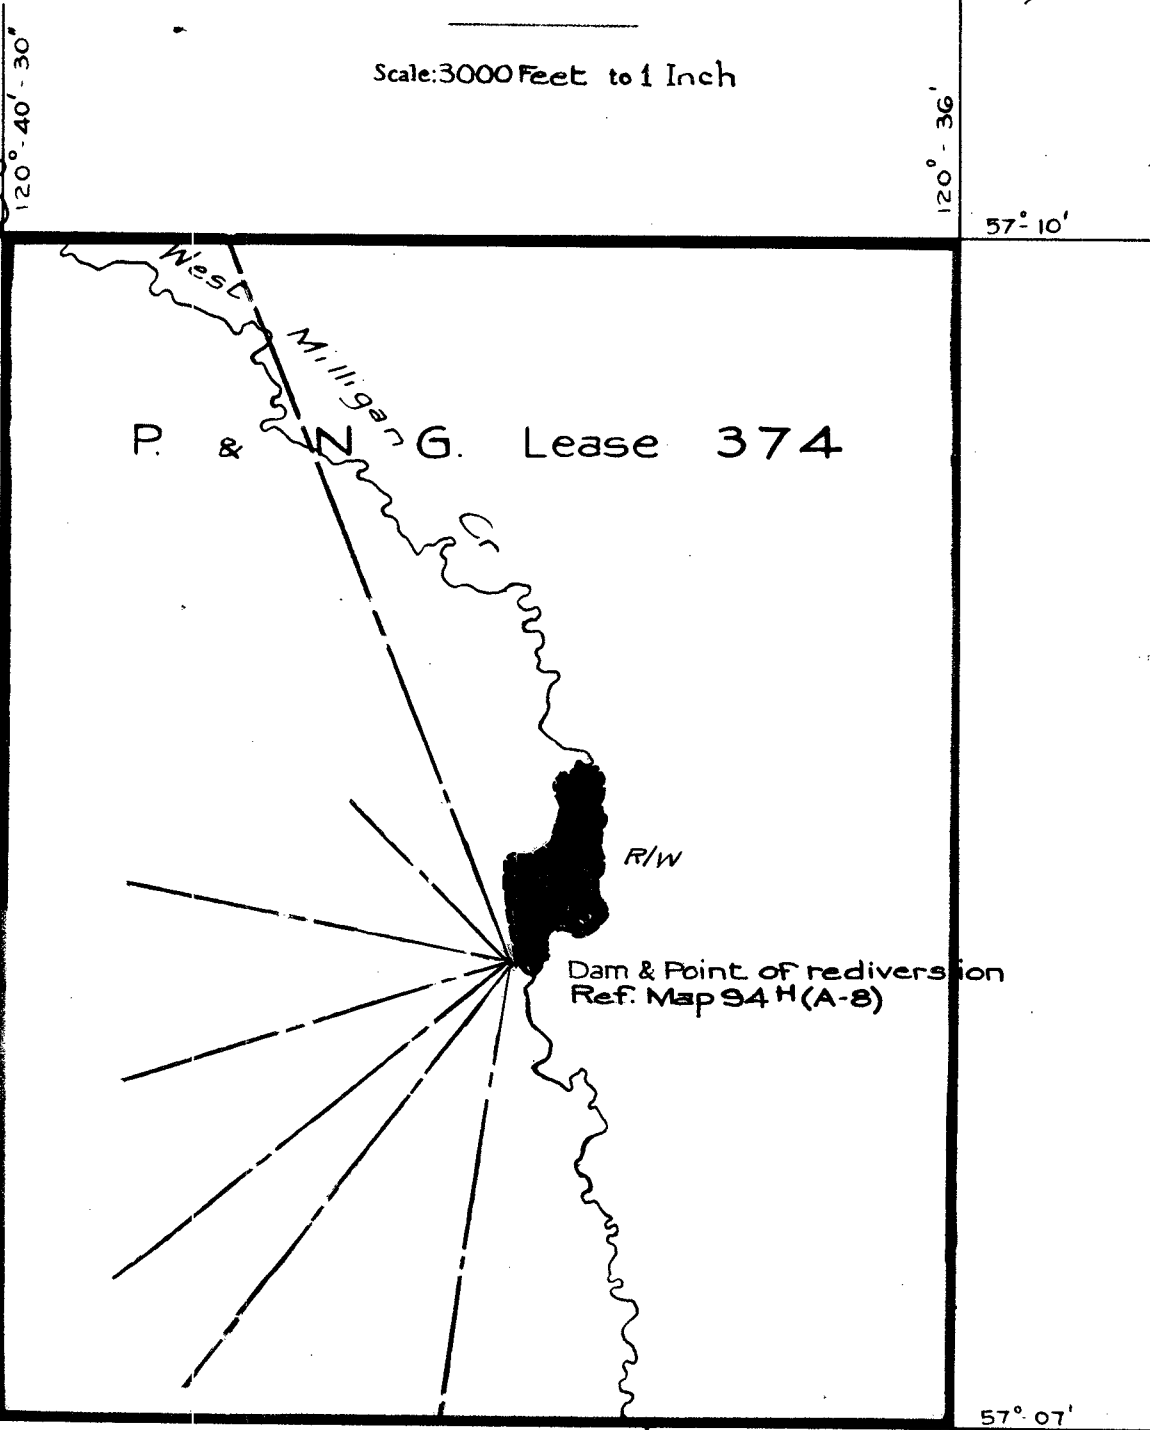 Scale: 3000 Feet to 1 Inch
120° - 40' - 30"
120° - 36'
57° - 10'
West Milligan Cr
P. & N G. Lease 374
R/W
Dam & Point of rediversion
Ref. Map 94 H (A-8)
57° - 07'